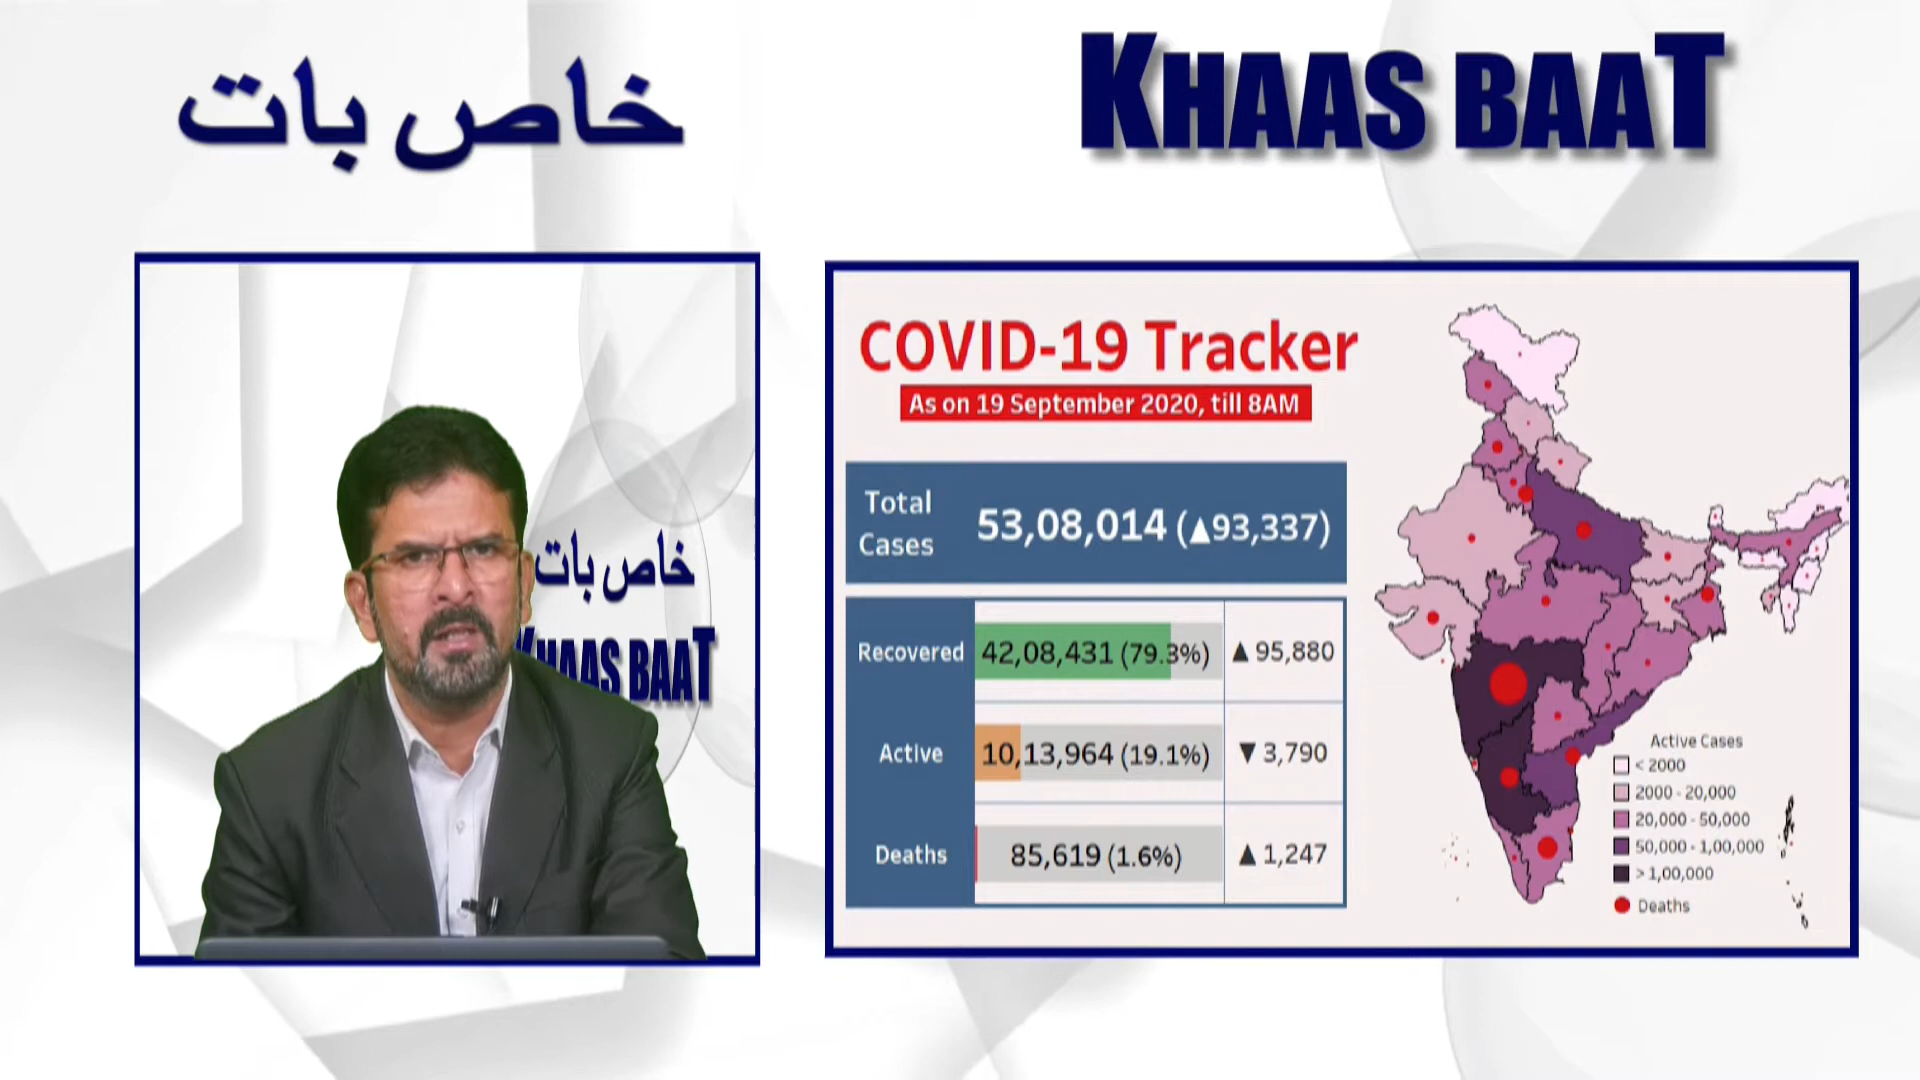 خاص بات
KHAAS BAAT
خاص بات
KHAAS BAAT
COVID-19 Tracker
As on 19 September 2020, till 8AM
Total Cases
53,08,014 (▲93,337)
Recovered 42,08,431 (79.3%) ▲ 95,880
Active 10,13,964 (19.1%) ▼ 3,790
Deaths 85,619 (1.6%) ▲ 1,247
Active Cases
< 2000
2000 - 20,000
20,000 - 50,000
50,000 - 1,00,000
> 1,00,000
Deaths